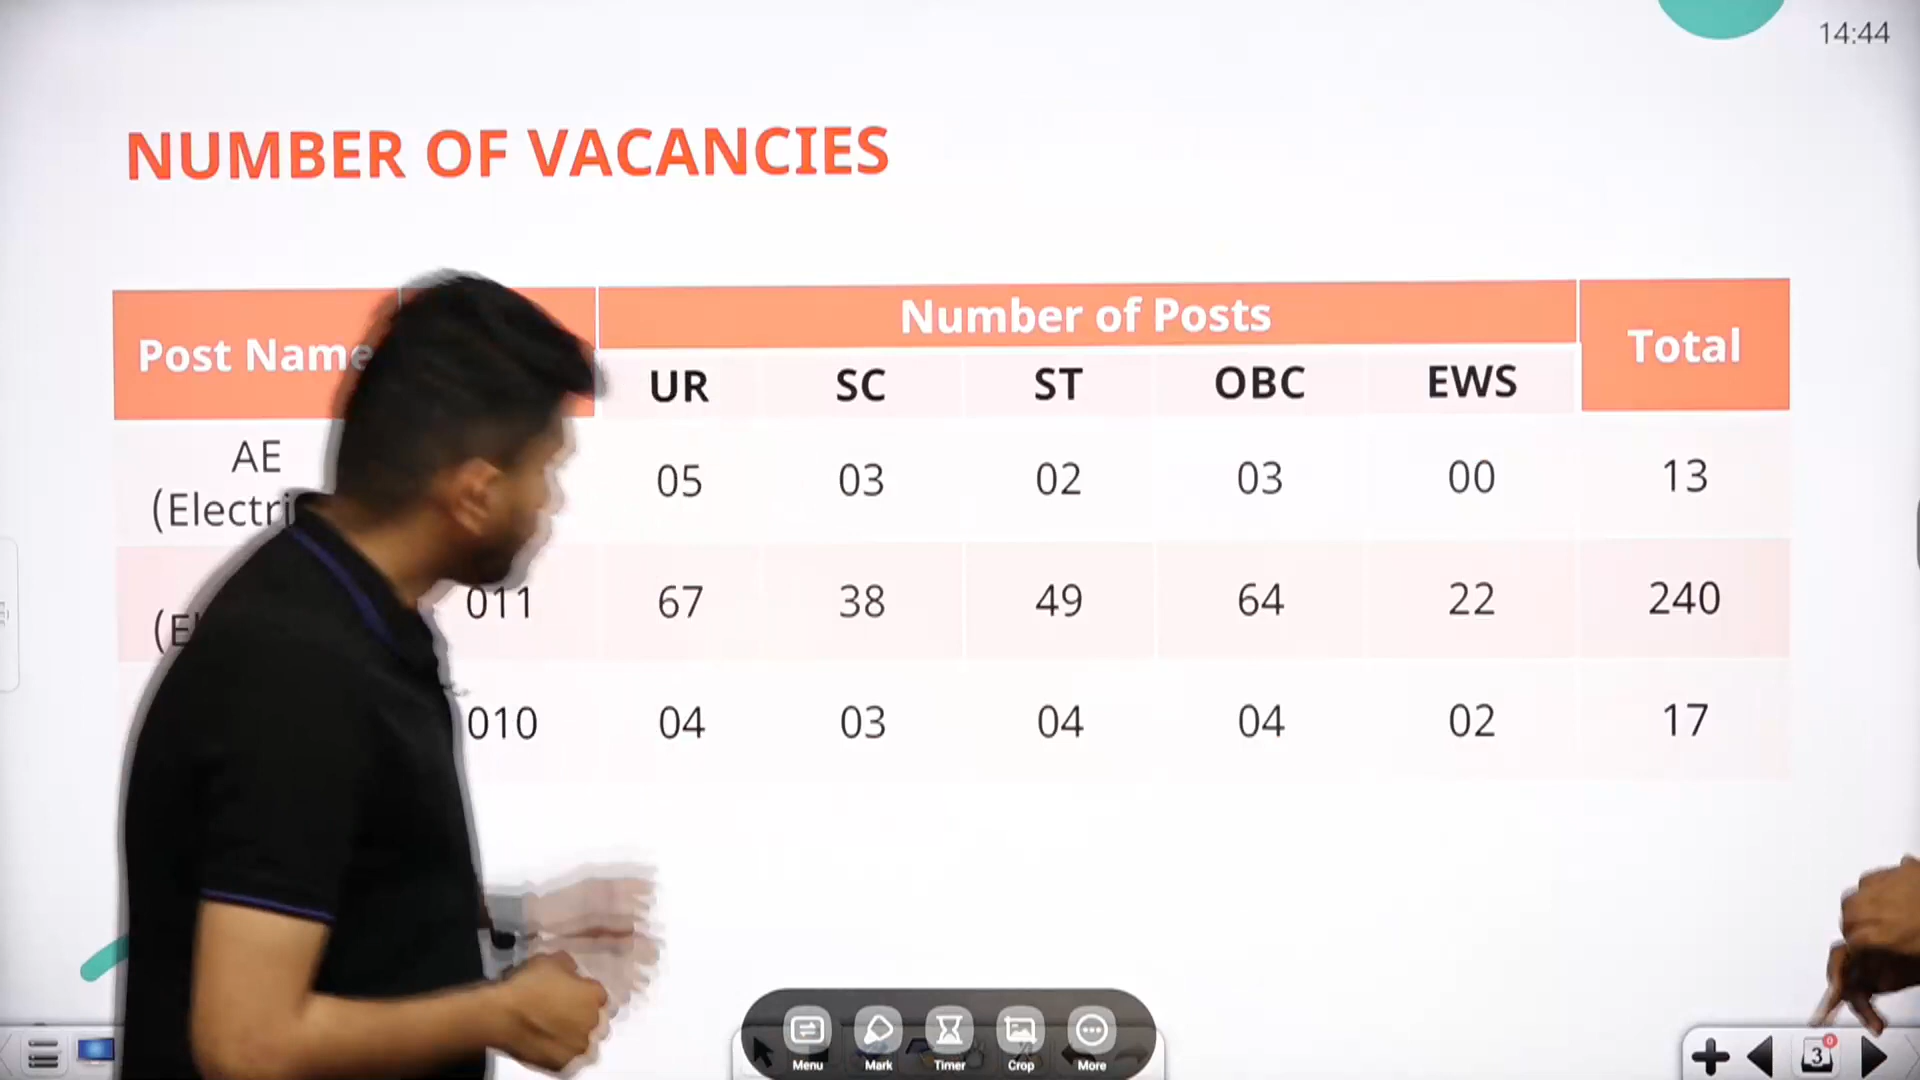 14:44
NUMBER OF VACANCIES
Post Name
Number of Posts
Total
UR SC ST OBC EWS
AE
(Electri
05 03 02 03 00 13
(El
011 67 38 49 64 22 240
010 04 03 04 04 02 17
Menu Mark Timer Crop More
3
0